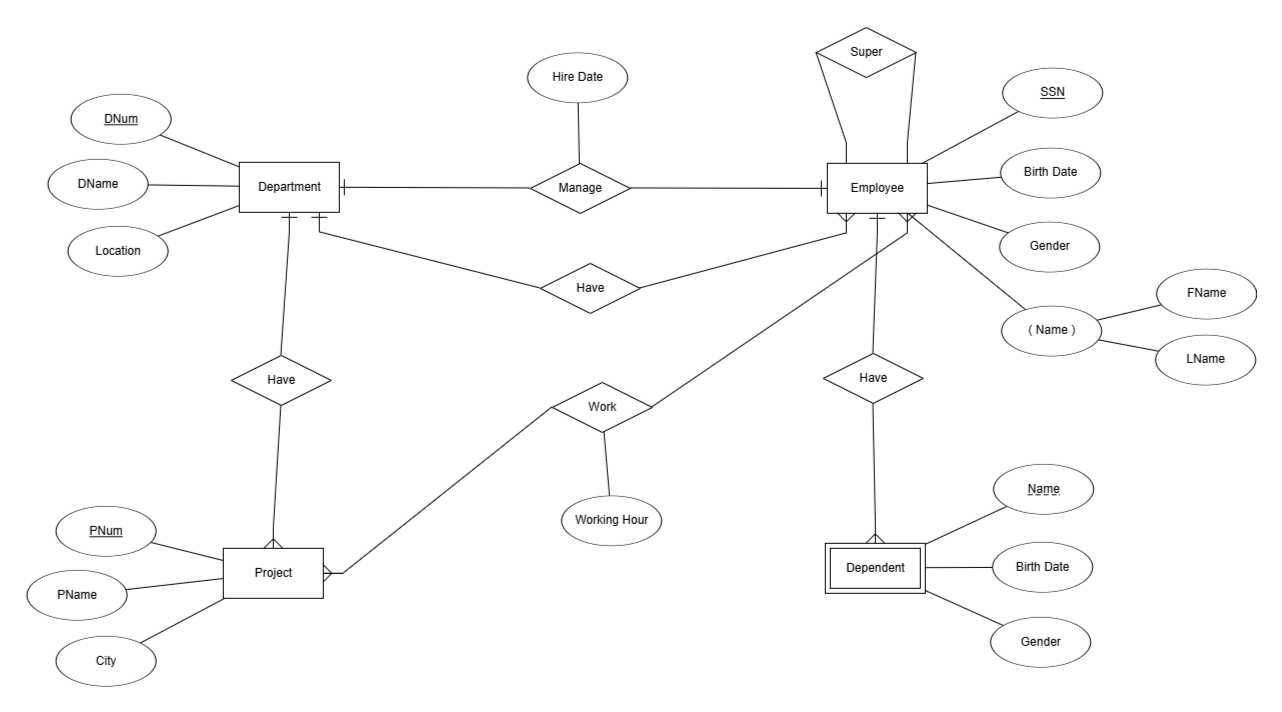 Super
Hire Date
SSN
DNum
Birth Date
DName
Department
Manage
Employee
Gender
Location
Have
FName
( Name )
LName
Have
Have
Work
Name
Working Hour
PNum
Birth Date
Dependent
Project
PName
Gender
City